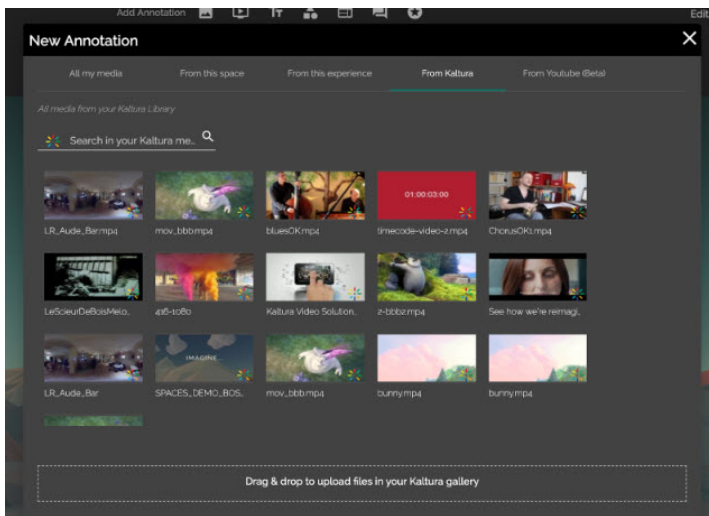 Add Annotation
Edit
New Annotation
All my media
From this space
From this experience
From Kaltura
From Youtube (Beta)
All media from your Kaltura Library
Search in your Kaltura me...
01:00:03:00
LR_Aude_Bar.mp4
mov_bbb.mp4
bluesOK.mp4
timecode-video-2.mp4
ChorusOK1.mp4
LeScieurDeBoisMelo...
416-1080
Kaltura Video Solution...
2-bbb2.mp4
See how we're reimagi...
IMAGINE
LR_Aude_Bar
SPACES_DEMO_BOS...
mov_bbb.mp4
bunny.mp4
bunny.mp4
Drag & drop to upload files in your Kaltura gallery